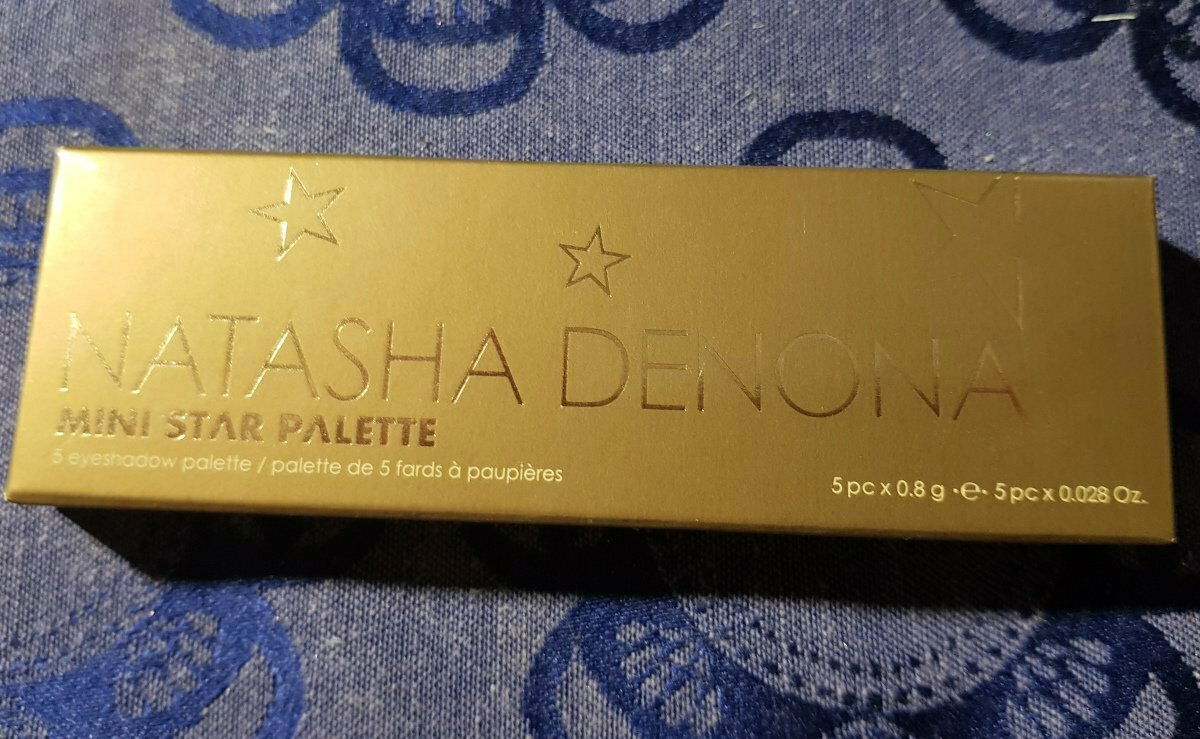 NATASHA DENONA
MINI STAR PALETTE
5 eyeshadow palette / palette de 5 fards à paupières
5 pc x 0.8 g ·℮· 5 pc x 0.028 Oz.